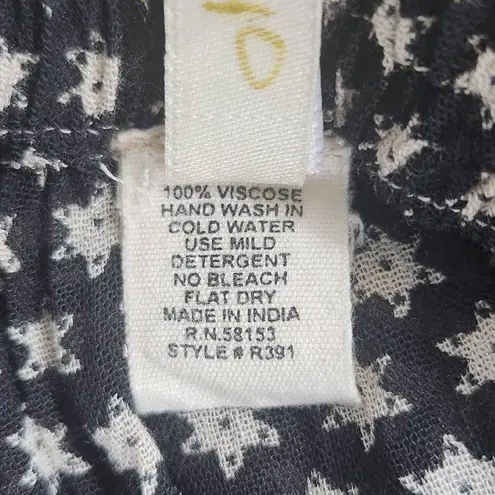 100% VISCOSE
HAND WASH IN
COLD WATER
USE MILD
DETERGENT
NO BLEACH
FLAT DRY
MADE IN INDIA
R.N.58153
STYLE # R391